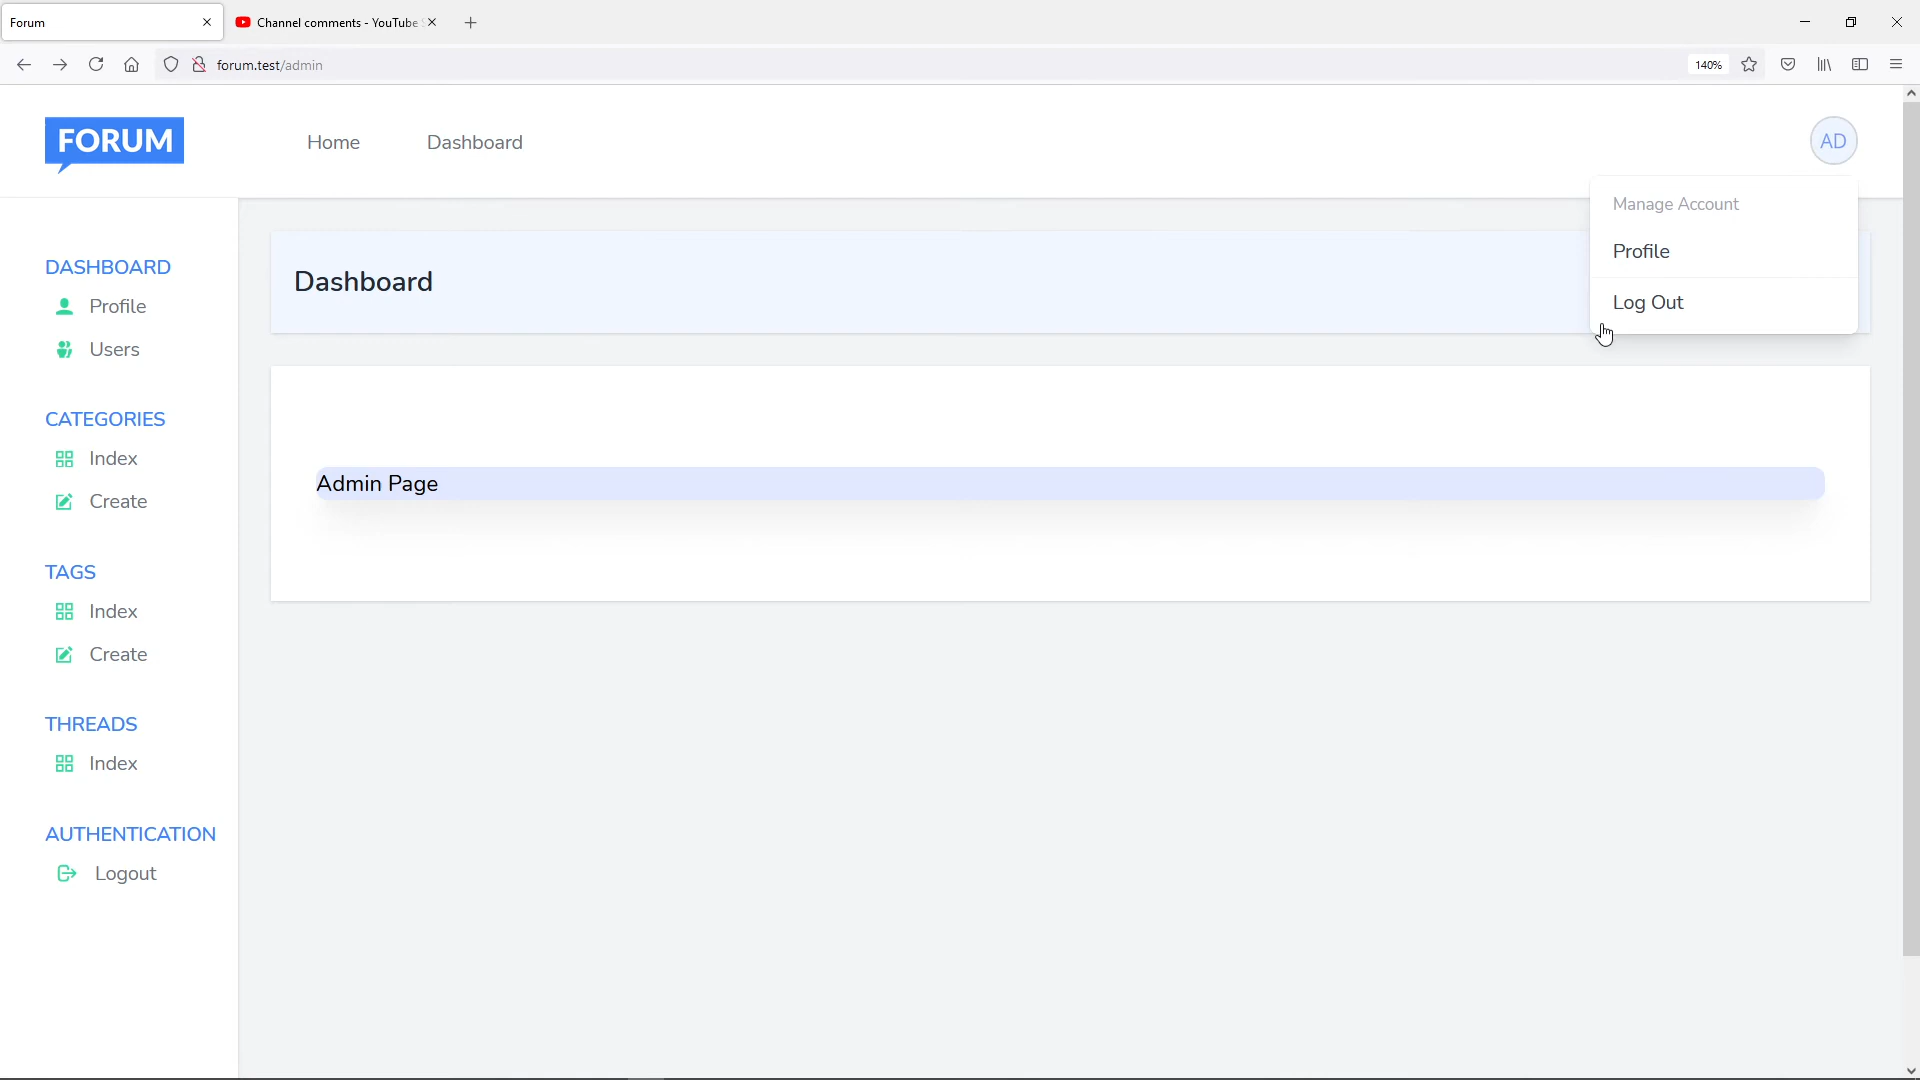 Forum
Channel comments - YouTube
forum.test/admin
140%
FORUM
Home
Dashboard
AD
Manage Account
Profile
Log Out
DASHBOARD
Profile
Users
CATEGORIES
Index
Create
TAGS
Index
Create
THREADS
Index
AUTHENTICATION
Logout
Dashboard
Admin Page